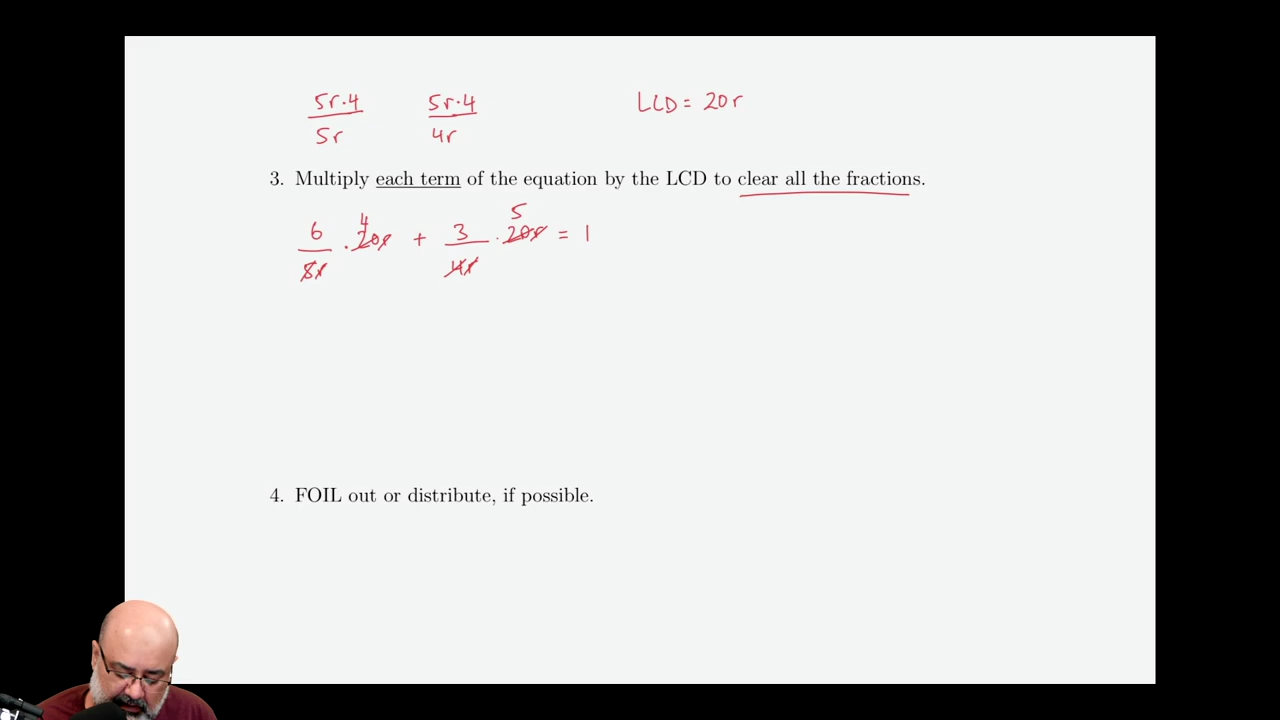 5r·4 / 5r   5r·4 / 4r   LCD = 20r
3. Multiply each term of the equation by the LCD to clear all the fractions.
4   5
6/5r · 20r + 3/4r · 20r = 1
4. FOIL out or distribute, if possible.